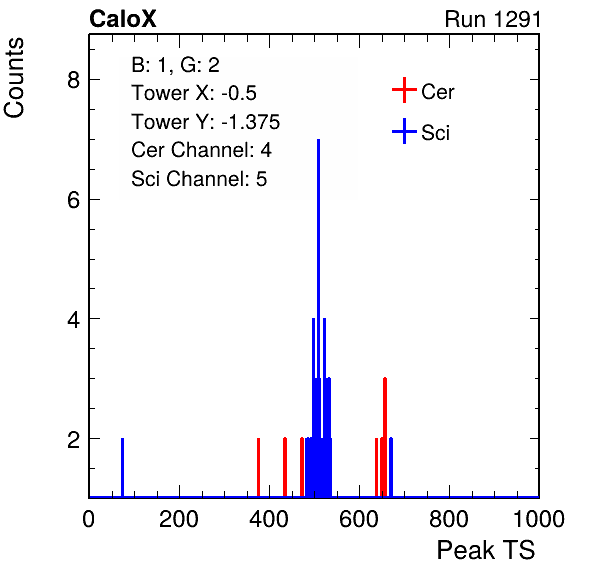 CaloX Run 1291
Counts
B: 1, G: 2
Tower X: -0.5
Tower Y: -1.375
Cer Channel: 4
Sci Channel: 5
Cer
Sci
8
6
4
2
0 200 400 600 800 1000
Peak TS